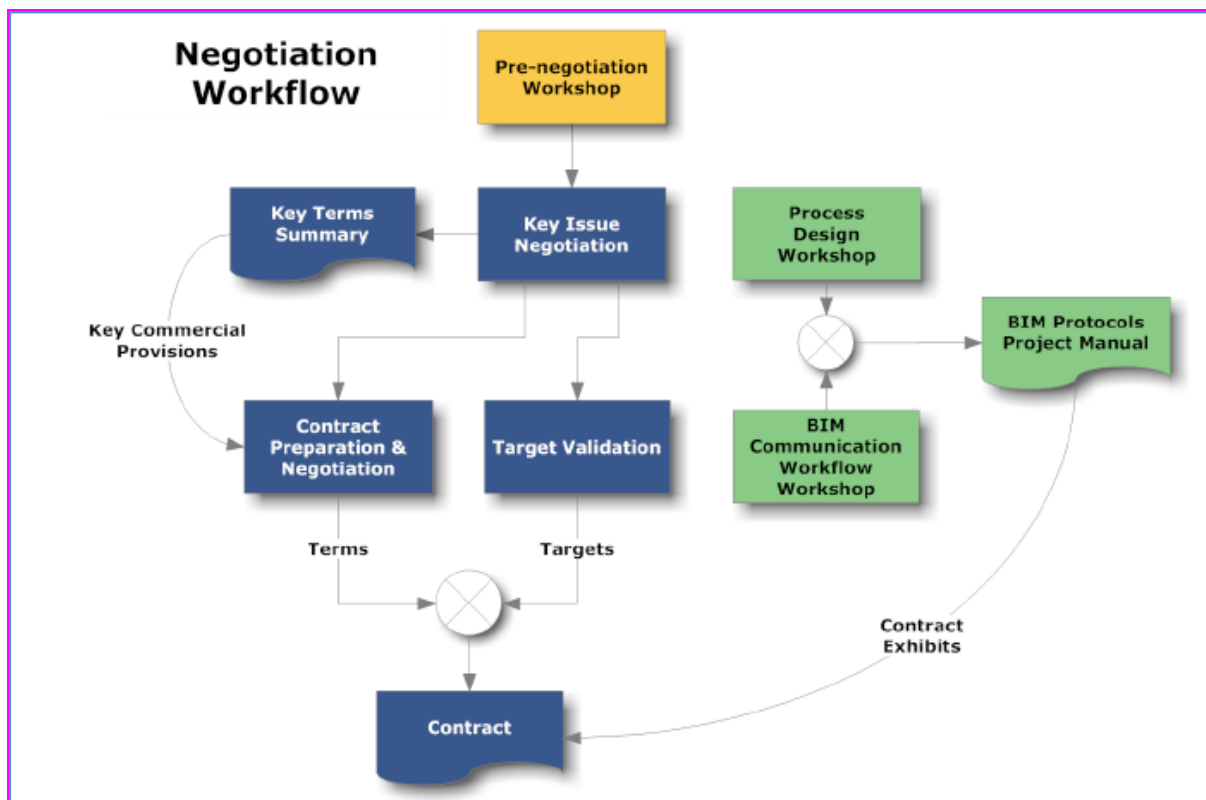 Negotiation
Workflow
Pre-negotiation
Workshop
Key Terms
Summary
Key Issue
Negotiation
Process
Design
Workshop
BIM Protocols
Project Manual
Key Commercial
Provisions
Contract
Preparation &
Negotiation
Target Validation
BIM
Communication
Workflow
Workshop
Terms
Targets
Contract
Exhibits
Contract